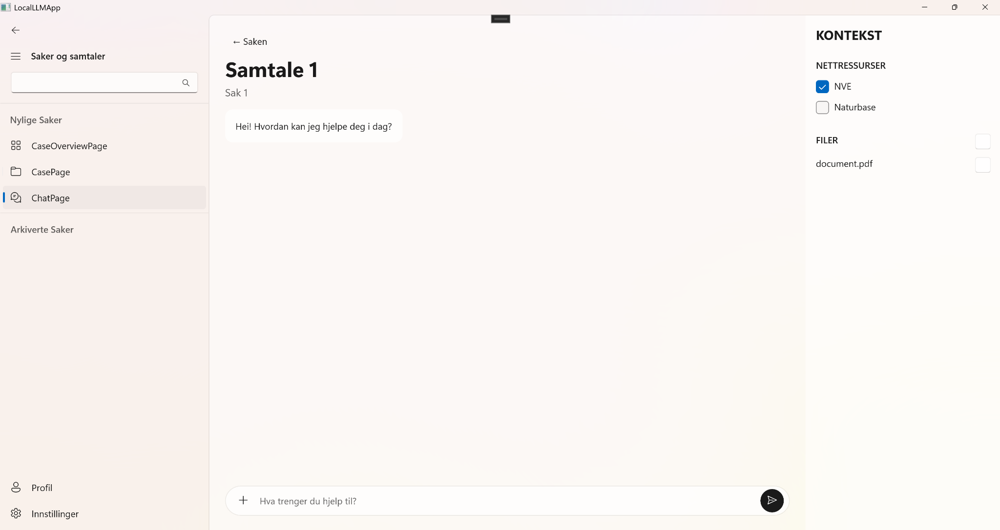 LocalLLMApp
Saker og samtaler
Nylige Saker
CaseOverviewPage
CasePage
ChatPage
Arkiverte Saker
Profil
Innstillinger
← Saken
Samtale 1
Sak 1
Hei! Hvordan kan jeg hjelpe deg i dag?
Hva trenger du hjelp til?
KONTEKST
NETTRESSURSER
NVE
Naturbase
FILER
document.pdf